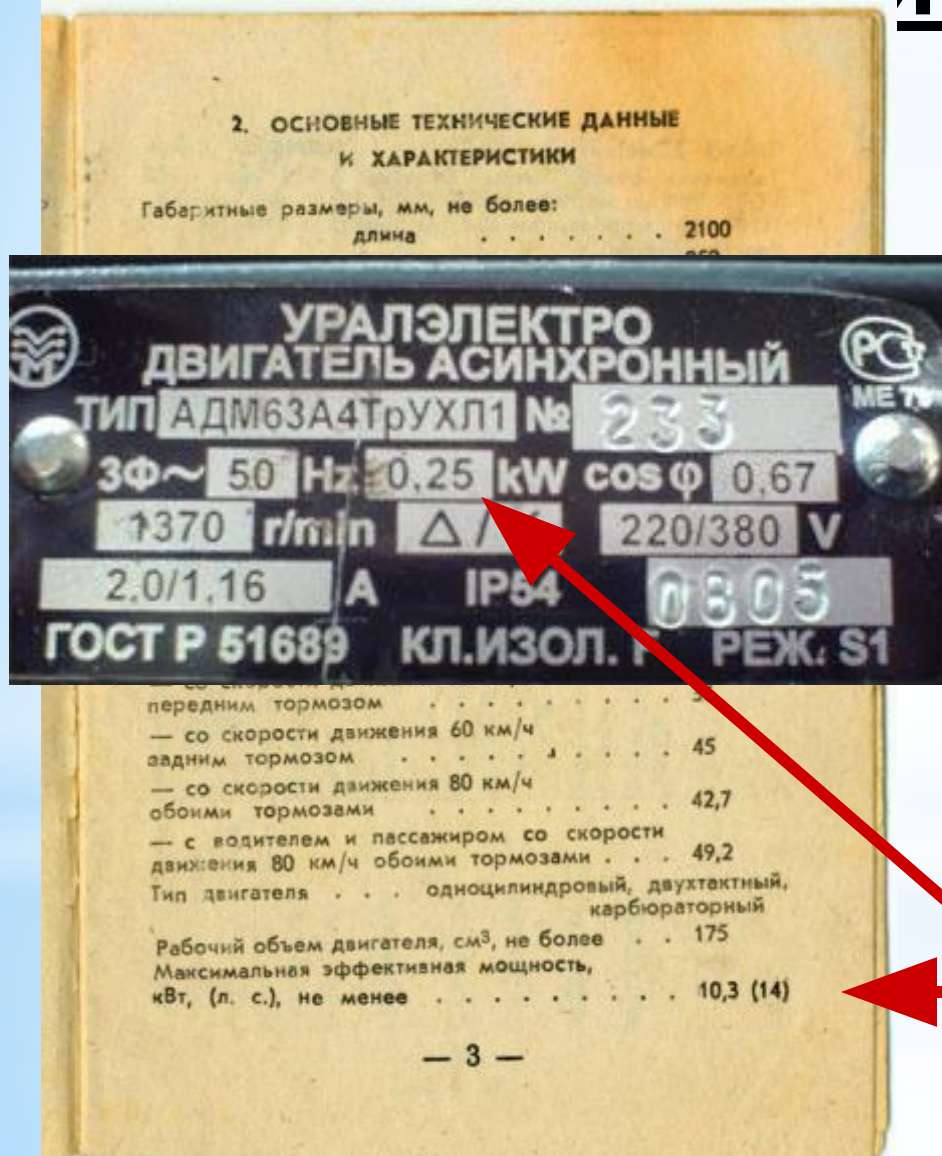 2. ОСНОВНЫЕ ТЕХНИЧЕСКИЕ ДАННЫЕ
И ХАРАКТЕРИСТИКИ
Габаритные размеры, мм, не более:
длина . . . . . . . 2100
УРАЛЭЛЕКТРО
ДВИГАТЕЛЬ АСИНХРОННЫЙ
ТИП АДМ63А4ТрУХЛ1 № 233
3Ф~ 50 Hz 0,25 kW cos φ 0,67
1370 r/min △ / 220/380 V
2,0/1,16 A IP54 0805
ГОСТ Р 51689 КЛ.ИЗОЛ. F РЕЖ. S1
— со скорости
передним тормозом . . . . . . . . .
— со скорости движения 60 км/ч
задним тормозом . . . . . . . . . 45
— со скорости движения 80 км/ч
обоими тормозами . . . . . . . . . 42,7
— с водителем и пассажиром со скорости
движения 80 км/ч обоими тормозами . . . 49,2
Тип двигателя . . . одноцилиндровый, двухтактный,
карбюраторный
Рабочий объем двигателя, см³, не более . . 175
Максимальная эффективная мощность,
кВт, (л. с.), не менее . . . . . . . . . 10,3 (14)
— 3 —